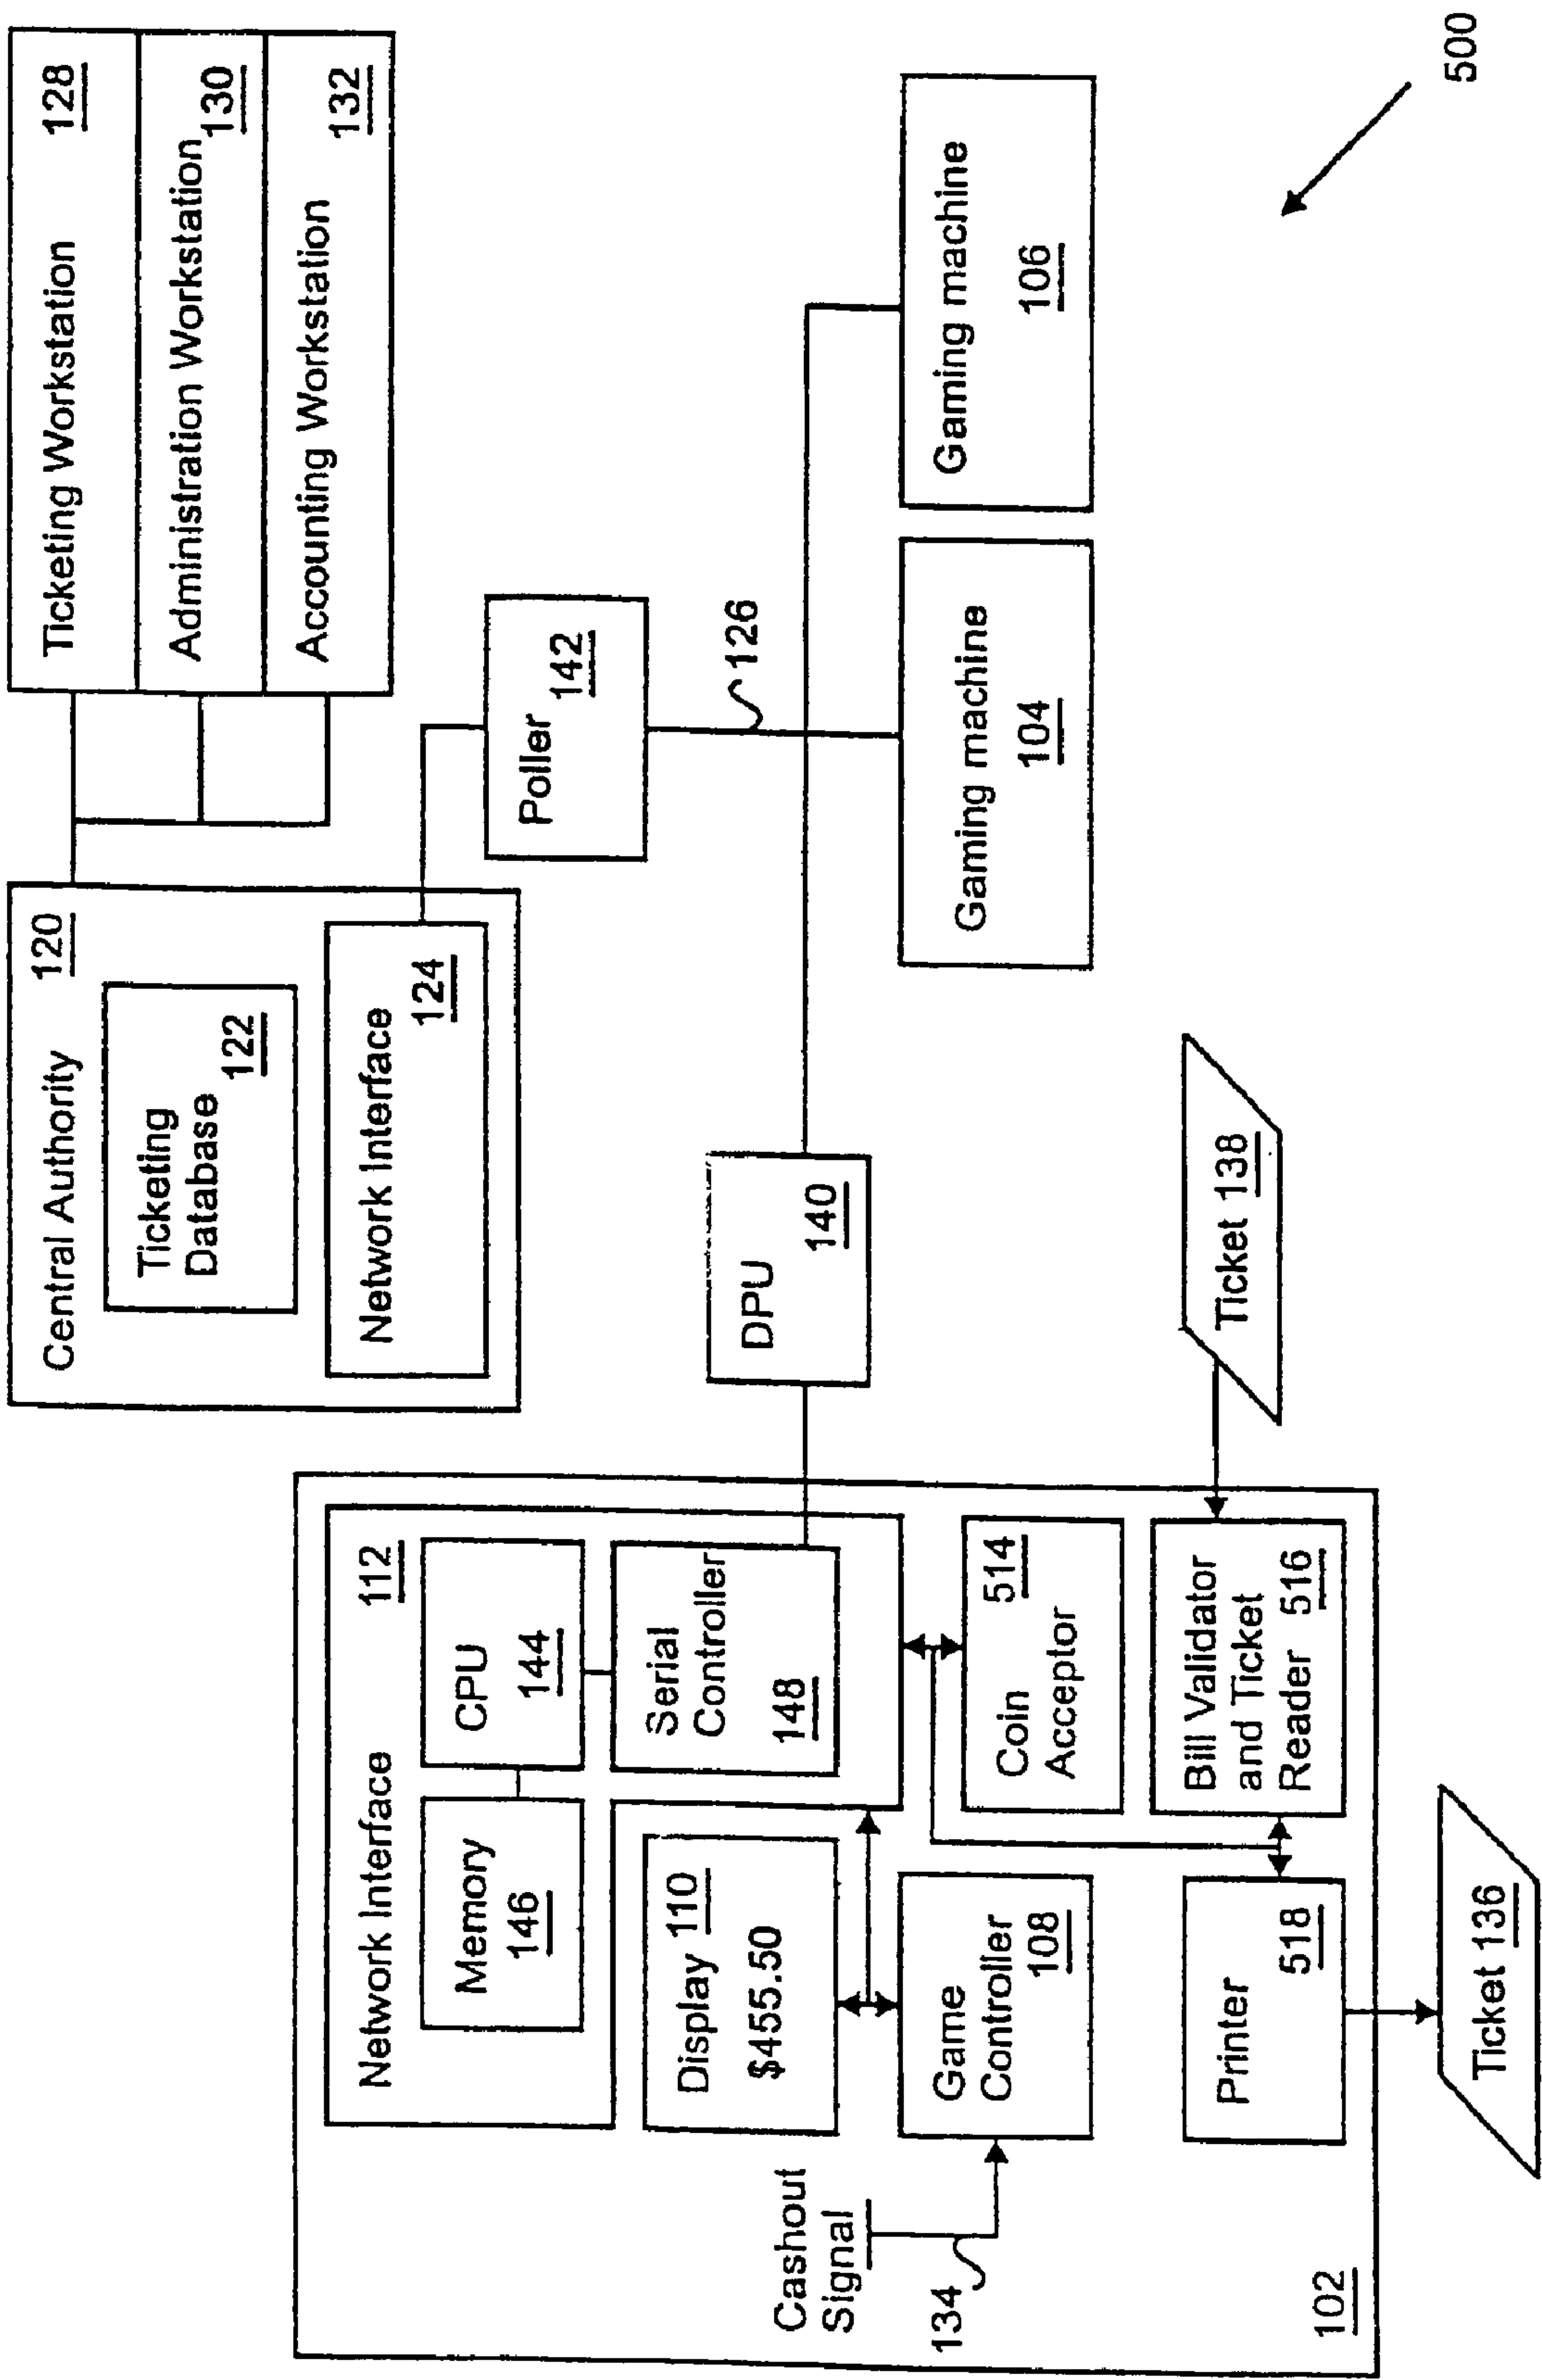 Central Authority 120
Ticketing
Database 122
Network Interface
124
Ticketing Workstation 128
Administration Workstation 130
Accounting Workstation 132
Poller 142
126
DPU
140
Gaming machine
104
Gaming machine
106
500
Network Interface 112
Memory
146
CPU
144
Serial
Controller
148
Display 110
$455.50
Game
Controller
108
Cashout
Signal
134
Coin
Acceptor
514
Bill Validator
and Ticket
Reader 516
Printer
518
102
Ticket 138
Ticket 136